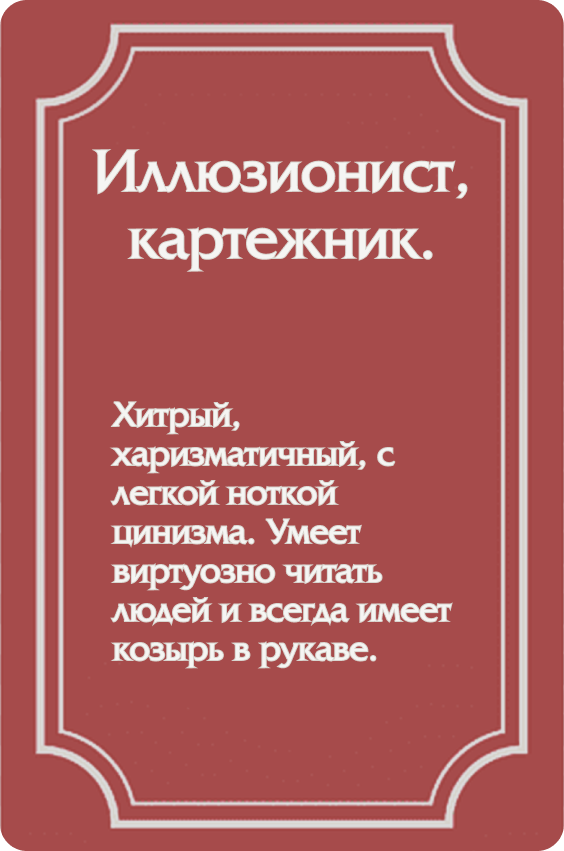 Иллюзионист,
картежник.
Хитрый,
харизматичный, с
легкой ноткой
цинизма. Умеет
виртуозно читать
людей и всегда имеет
козырь в рукаве.